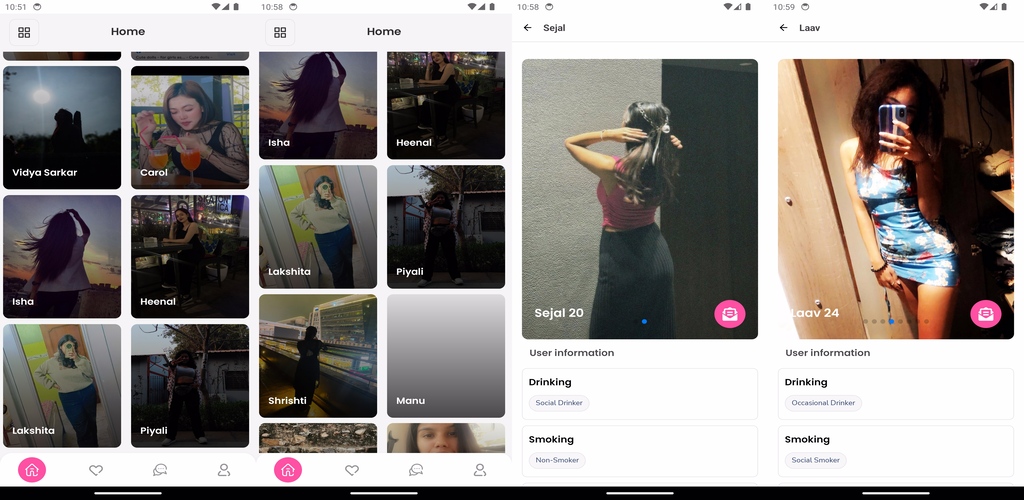 10:51
Home
Vidya Sarkar
Carol
Isha
Heenal
Lakshita
Piyali
10:58
Home
Isha
Heenal
Lakshita
Piyali
Shrishti
Manu
10:58
Sejal
Sejal 20
User information
Drinking
Social Drinker
Smoking
Non-Smoker
10:59
Laav
Laav 24
User information
Drinking
Occasional Drinker
Smoking
Social Smoker